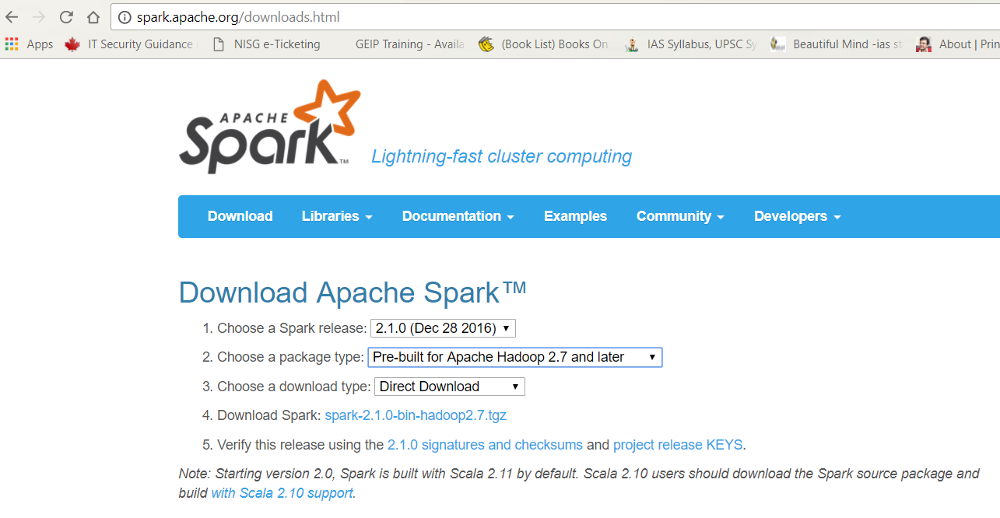 spark.apache.org/downloads.html
Apps IT Security Guidance NISG e-Ticketing GEIP Training - Availa (Book List) Books On IAS Syllabus, UPSC Sy Beautiful Mind -ias st About | Prin
APACHE
Spark™ Lightning-fast cluster computing
Download Libraries Documentation Examples Community Developers
Download Apache Spark™
1. Choose a Spark release: 2.1.0 (Dec 28 2016)
2. Choose a package type: Pre-built for Apache Hadoop 2.7 and later
3. Choose a download type: Direct Download
4. Download Spark: spark-2.1.0-bin-hadoop2.7.tgz
5. Verify this release using the 2.1.0 signatures and checksums and project release KEYS.
Note: Starting version 2.0, Spark is built with Scala 2.11 by default. Scala 2.10 users should download the Spark source package and
build with Scala 2.10 support.